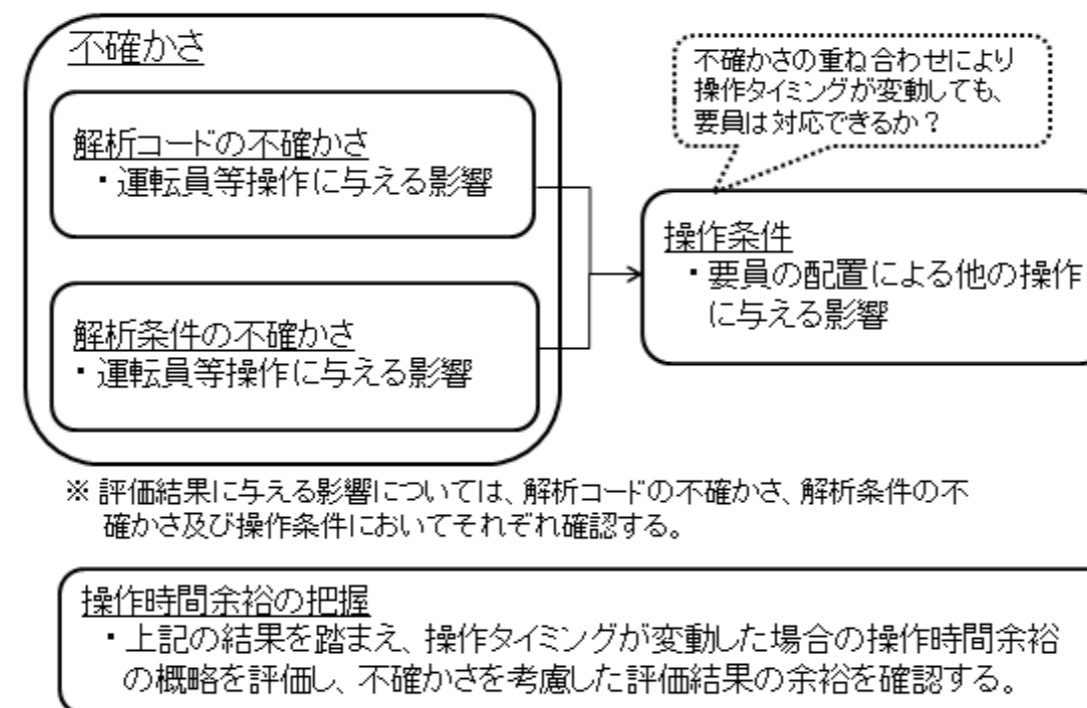 不確かさ
解析コードの不確かさ
・運転員等操作に与える影響
解析条件の不確かさ
・運転員等操作に与える影響
不確かさの重ね合わせにより
操作タイミングが変動しても、
要員は対応できるか？
操作条件
・要員の配置による他の操作
に与える影響
※ 評価結果に与える影響については、解析コードの不確かさ、解析条件の不
確かさ及び操作条件においてそれぞれ確認する。
操作時間余裕の把握
・上記の結果を踏まえ、操作タイミングが変動した場合の操作時間余裕
の概略を評価し、不確かさを考慮した評価結果の余裕を確認する。